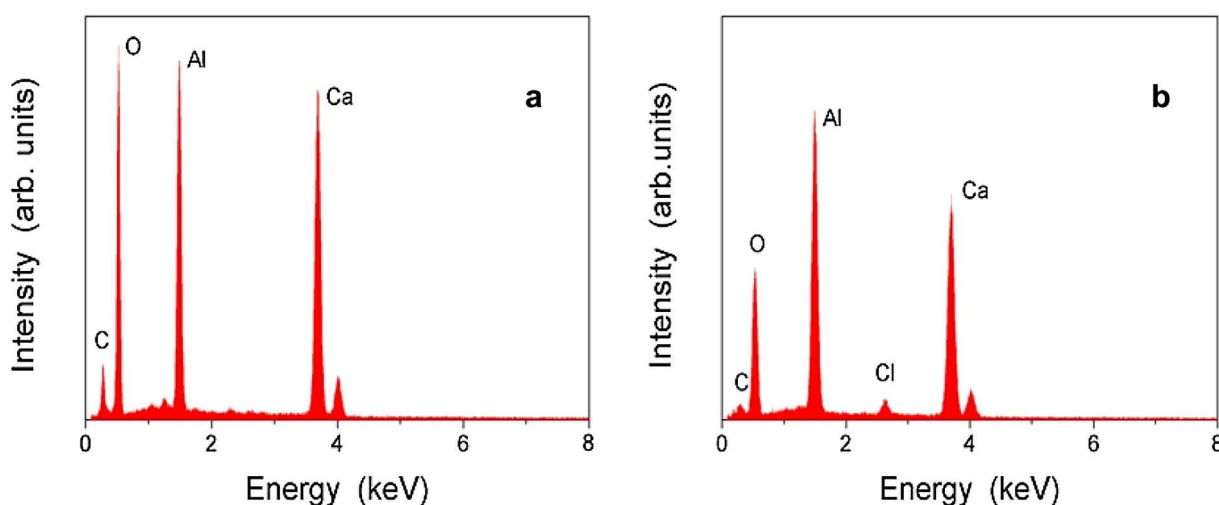 Intensity (arb. units)
O
Al
Ca
C
a
0
2
4
6
8
Energy (keV)
Intensity (arb.units)
Al
O
Ca
C
Cl
b
0
2
4
6
8
Energy (keV)